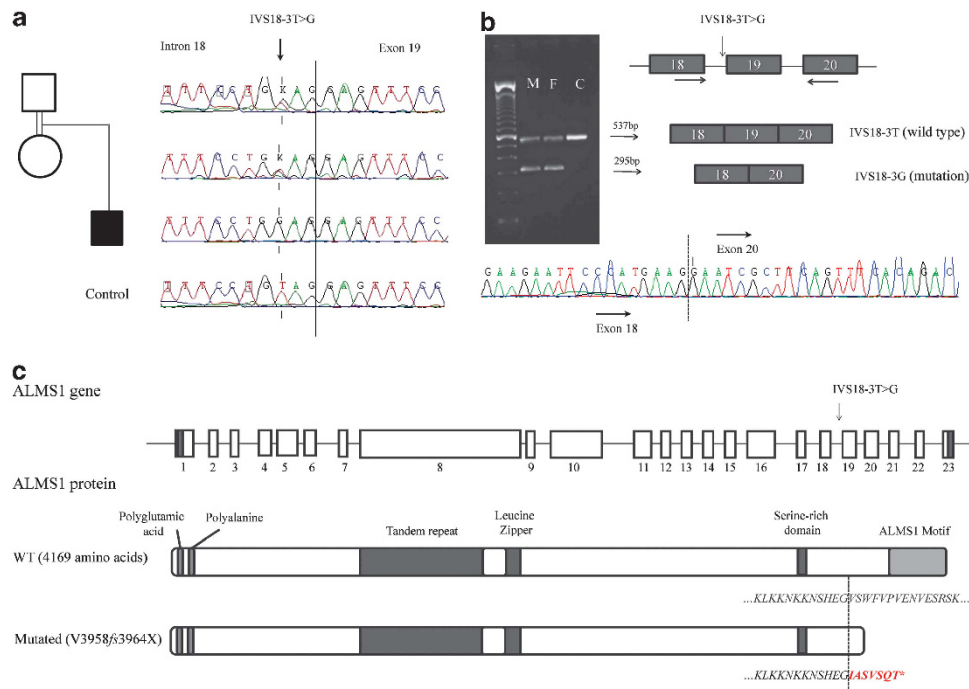 a
IVS18-3T>G
Intron 18
Exon 19
T T T C C T G K A G G A G T T T C C
T T T C C T G K A G G A G T T T C C
T T T C C T G G A G G A G T T T C C
Control
T T T C C T G T A G G A G T T T C C
b
IVS18-3T>G
M F C
18 19 20
537bp
18 19 20
IVS18-3T (wild type)
295bp
18 20
IVS18-3G (mutation)
Exon 20
G A A G A A T T C C C A T G A A G G A A T C G C T T C A G T T T C A C A G A C
Exon 18
c
ALMS1 gene
IVS18-3T>G
1 2 3 4 5 6 7 8 9 10 11 12 13 14 15 16 17 18 19 20 21 22 23
ALMS1 protein
Polyglutamic acid
Polyalanine
Tandem repeat
Leucine Zipper
Serine-rich domain
ALMS1 Motif
WT (4169 amino acids)
...KLKKNKKNSHEGVSWFVPVENVESRSK...
Mutated (V3958fs3964X)
...KLKKNKKNSHEGIASVSQT*